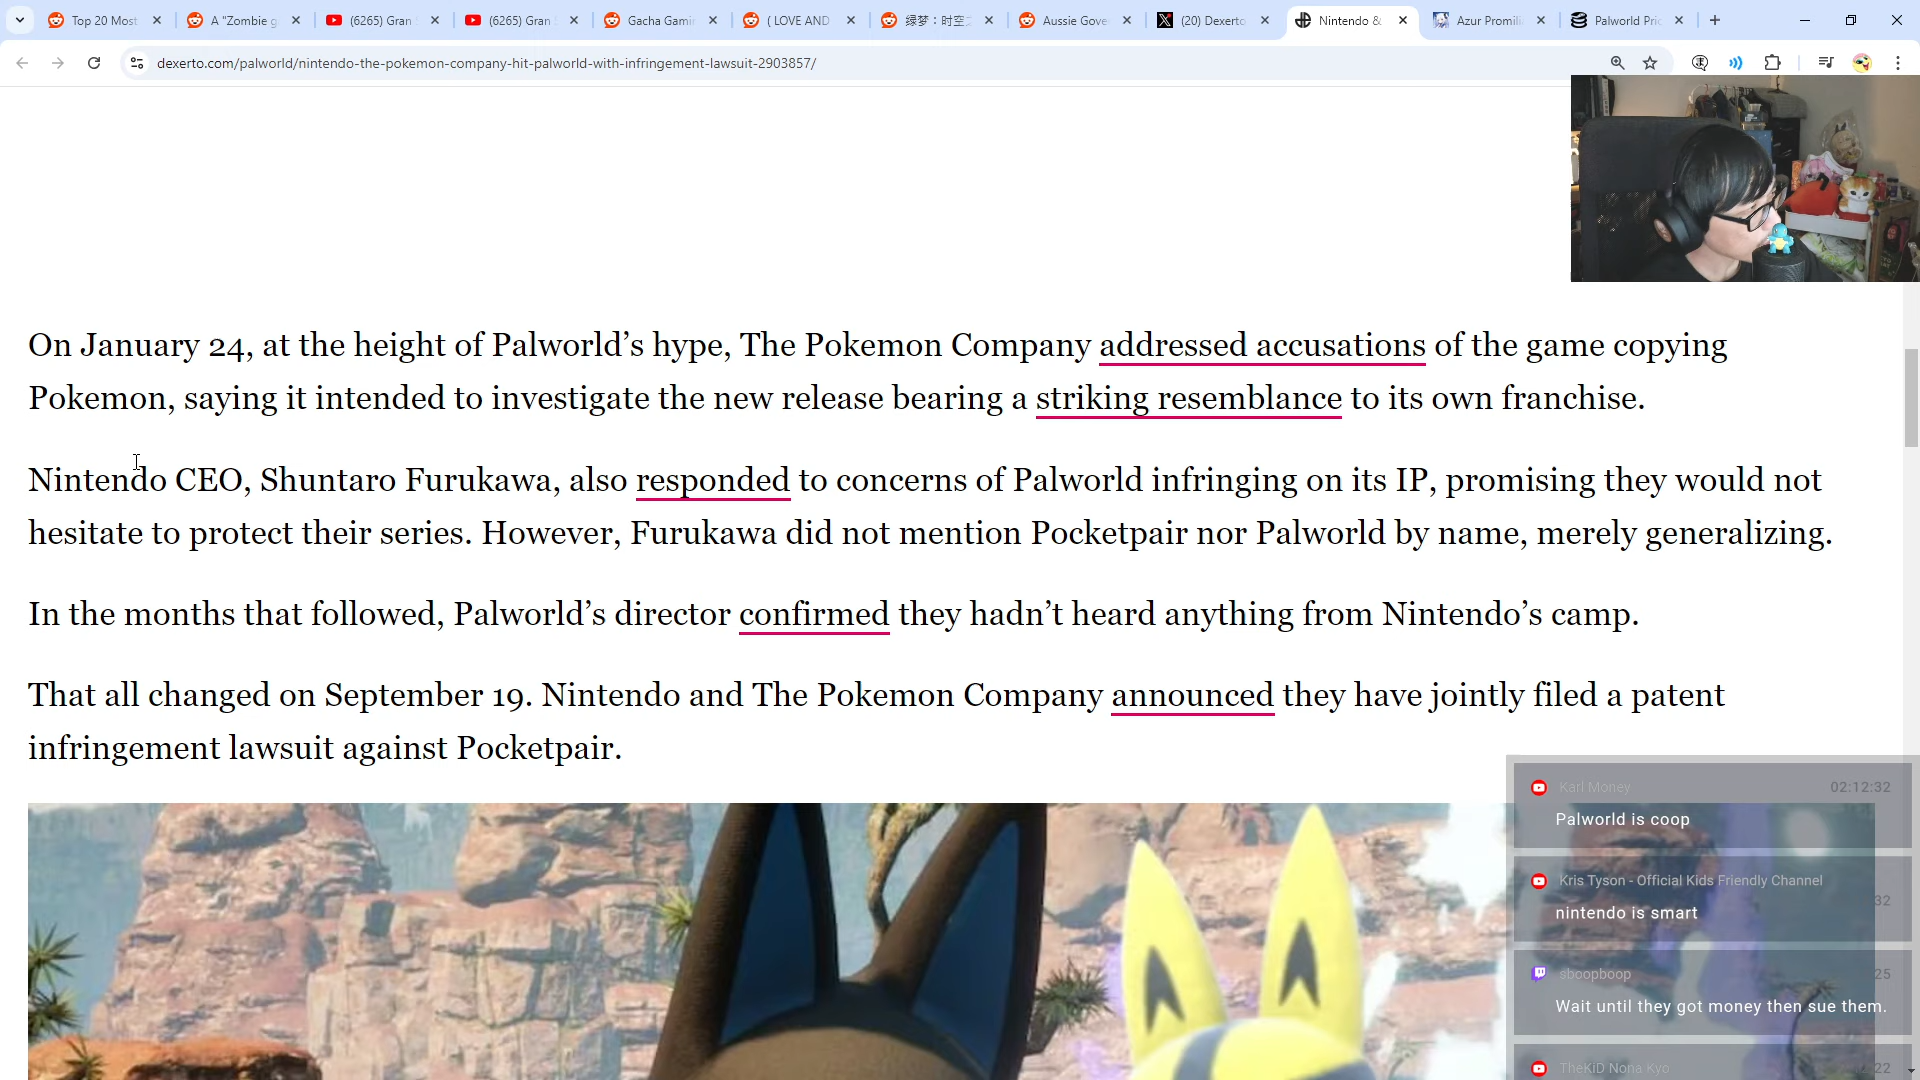 Top 20 Most
A "Zombie g
(6265) Gran
(6265) Gran
Gacha Gamin
( LOVE AND
绿梦：时空
Aussie Gove
(20) Dexerto
Nintendo &
Azur Promili
Palworld Pric
dexerto.com/palworld/nintendo-the-pokemon-company-hit-palworld-with-infringement-lawsuit-2903857/
On January 24, at the height of Palworld’s hype, The Pokemon Company addressed accusations of the game copying
Pokemon, saying it intended to investigate the new release bearing a striking resemblance to its own franchise.
Nintendo CEO, Shuntaro Furukawa, also responded to concerns of Palworld infringing on its IP, promising they would not
hesitate to protect their series. However, Furukawa did not mention Pocketpair nor Palworld by name, merely generalizing.
In the months that followed, Palworld’s director confirmed they hadn’t heard anything from Nintendo’s camp.
That all changed on September 19. Nintendo and The Pokemon Company announced they have jointly filed a patent
infringement lawsuit against Pocketpair.
Karl Money 02:12:32
Palworld is coop
Kris Tyson - Official Kids Friendly Channel
32
nintendo is smart
sboopboop 25
Wait until they got money then sue them.
TheKiD Nona Kyo 22